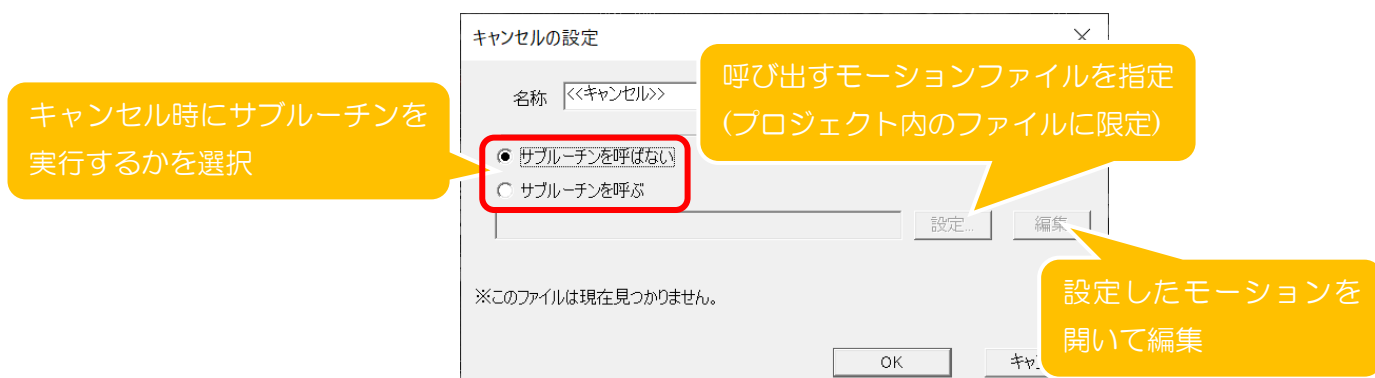 キャンセルの設定
名称 <<キャンセル>>
呼び出すモーションファイルを指定
(プロジェクト内のファイルに限定)
キャンセル時にサブルーチンを
実行するかを選択
サブルーチンを呼ばない
サブルーチンを呼ぶ
設定... 編集
※このファイルは現在見つかりません。
設定したモーションを
開いて編集
OK キャ